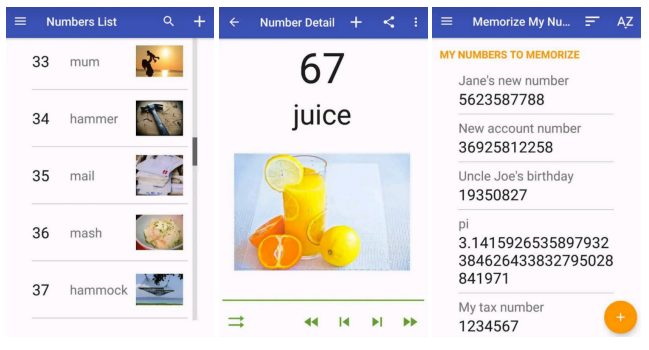 Numbers List
33 mum
34 hammer
35 mail
36 mash
37 hammock
Number Detail
67
juice
Memorize My Nu...
AZ
MY NUMBERS TO MEMORIZE
Jane's new number
5623587788
New account number
36925812258
Uncle Joe's birthday
19350827
pi
3.1415926535897932
384626433832795028
841971
My tax number
1234567